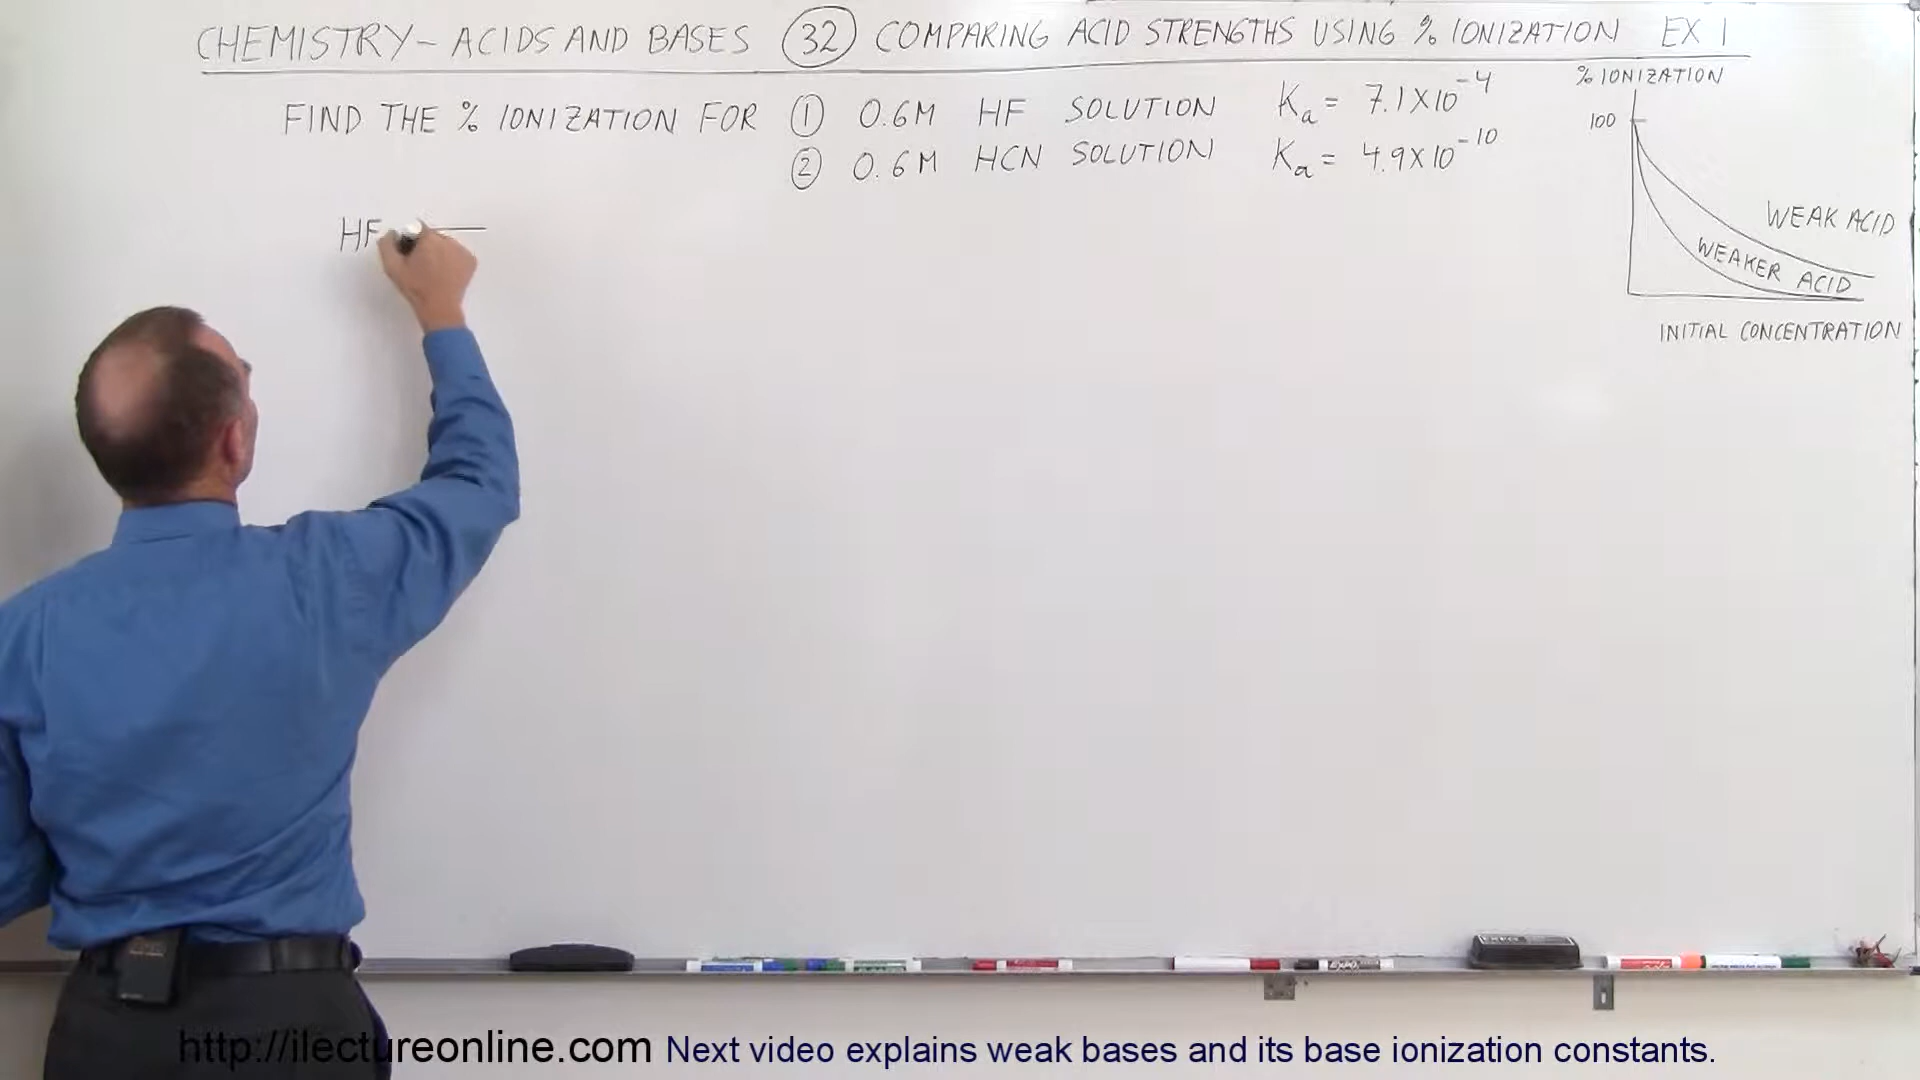 CHEMISTRY - ACIDS AND BASES 32 COMPARING ACID STRENGTHS USING % IONIZATION EX 1
FIND THE % IONIZATION FOR 1 0.6M HF SOLUTION Ka = 7.1X10^-4
2 0.6M HCN SOLUTION Ka = 4.9X10^-10
% IONIZATION
100
WEAK ACID
WEAKER ACID
INITIAL CONCENTRATION
HF
EXPO
http://ilectureonline.com Next video explains weak bases and its base ionization constants.